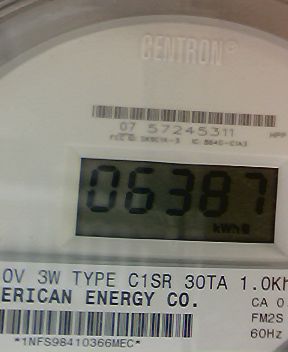 CENTRON®
07 57245311
06387
kWh
0V 3W TYPE C1SR 30TA 1.0Kh
ERICAN ENERGY CO.
CA 0
FM2S
60Hz
*1NFS98410366MEC*